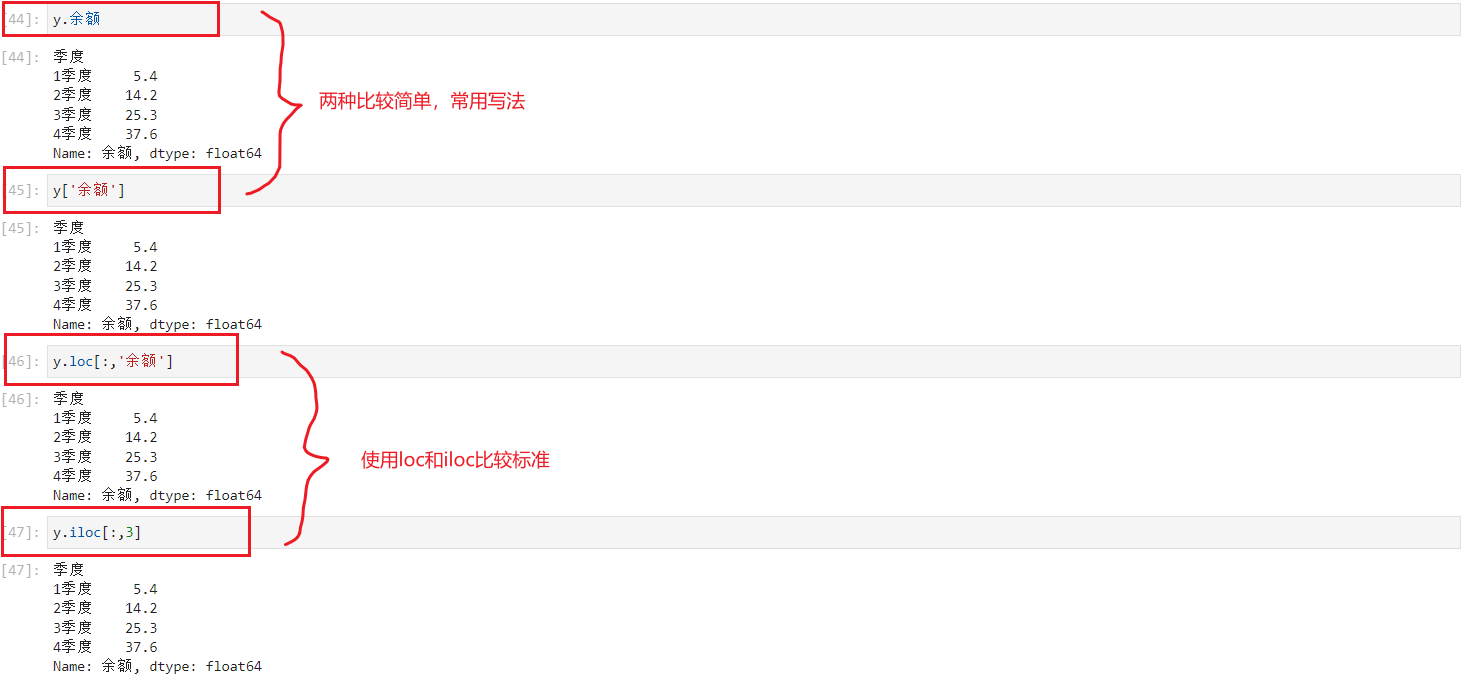 [44]: y.余额
[44]: 季度
1季度 5.4
2季度 14.2
3季度 25.3
4季度 37.6
Name: 余额, dtype: float64
两种比较简单，常用写法
[45]: y['余额']
[45]: 季度
1季度 5.4
2季度 14.2
3季度 25.3
4季度 37.6
Name: 余额, dtype: float64
[46]: y.loc[:,'余额']
[46]: 季度
1季度 5.4
2季度 14.2
3季度 25.3
4季度 37.6
Name: 余额, dtype: float64
使用loc和iloc比较标准
[47]: y.iloc[:,3]
[47]: 季度
1季度 5.4
2季度 14.2
3季度 25.3
4季度 37.6
Name: 余额, dtype: float64